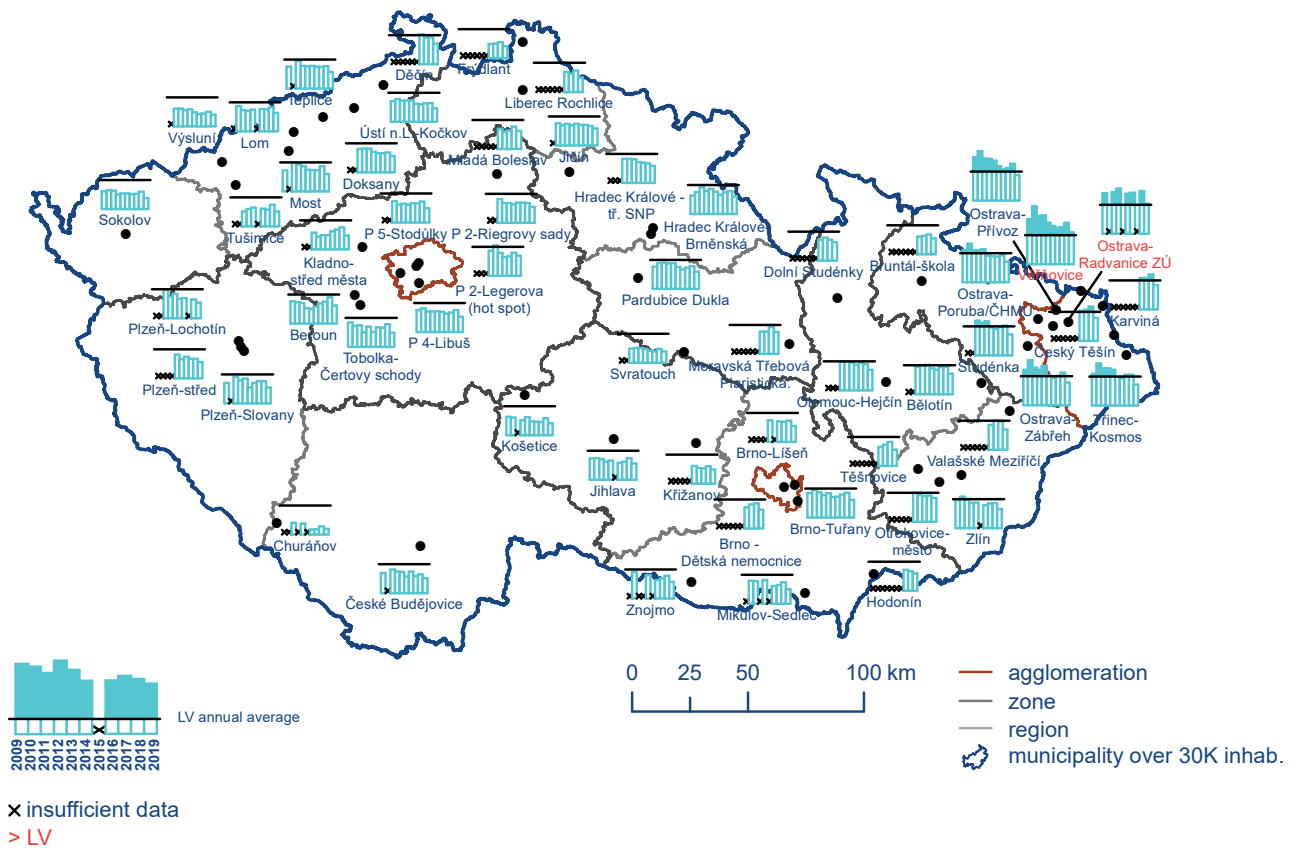 Děčín
Frýdlant
Teplice
Liberec Rochlice
Výsluní
Lom
Ústí n.L.-Kočkov
Mladá Boleslav
Jičín
Doksany
Most
Sokolov
Hradec Králové -
tř. SNP
Tušimice
P 5-Stodůlky
P 2-Riegrovy sady
Hradec Králové-
Brněnská
Ostrava-
Přívoz
Ostrava-
Radvanice ZÚ
Věřňovice
Kladno-
střed města
Dolní Studénky
Bruntál-škola
P 2-Legerova
(hot spot)
Pardubice Dukla
Ostrava-
Poruba/ČHMÚ
Karviná
Plzeň-Lochotín
Beroun
P 4-Libuš
Tobolka-
Čertovy schody
Český Těšín
Studénka
Svratouch
Moravská Třebová
Piaristická.
Plzeň-střed
Plzeň-Slovany
Olomouc-Hejčín
Bělotín
Ostrava-
Zábřeh
Třinec-
Kosmos
Košetice
Brno-Líšeň
Valašské Meziříčí
Těšnovice
Jihlava
Křižanov
Brno-Tuřany
Otrokovice-
město
Zlín
Churáňov
Brno -
Dětská nemocnice
České Budějovice
Znojmo
Mikulov-Sedlec
Hodonín
LV annual average
2009
2010
2011
2012
2013
2014
2015
2016
2017
2018
2019
insufficient data
> LV
0 25 50 100 km
agglomeration
zone
region
municipality over 30K inhab.